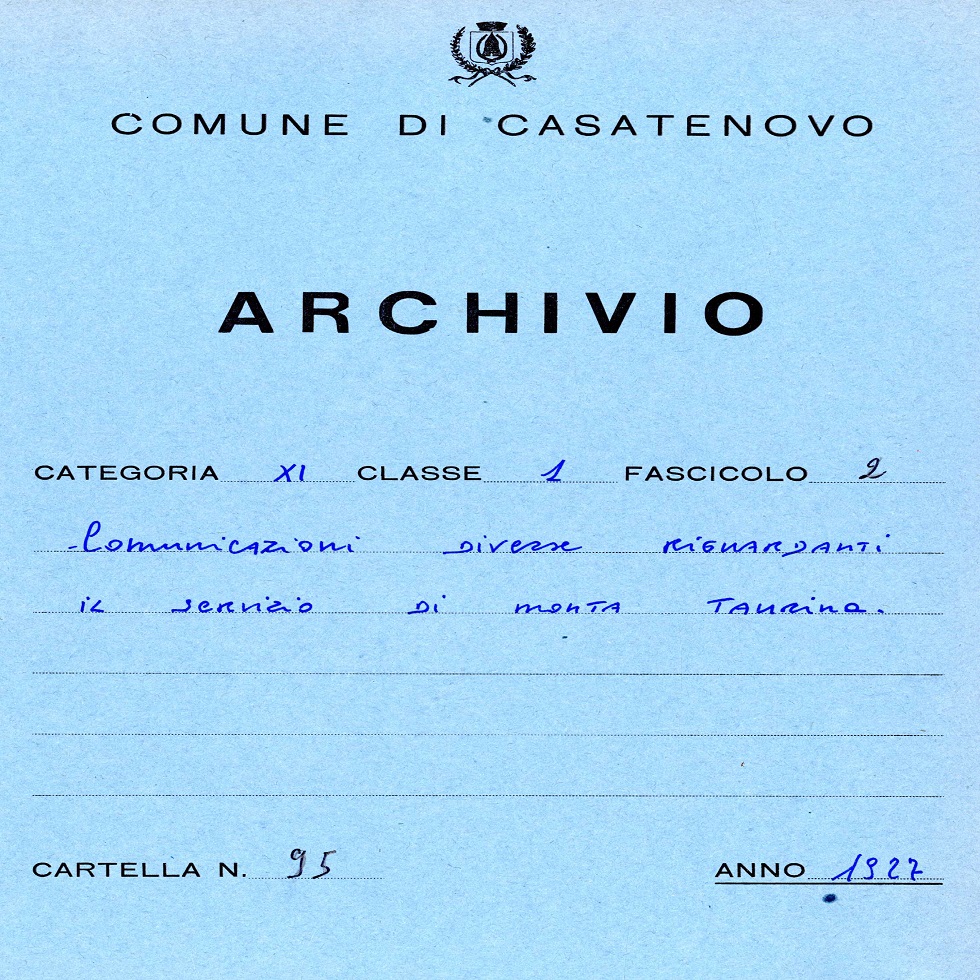 COMUNE DI CASATENOVO
ARCHIVIO
CATEGORIA XI CLASSE 1 FASCICOLO 2
-Comunicazioni diverse riguardanti
il servizio di monta Taurina.
CARTELLA N. 95 ANNO 1927